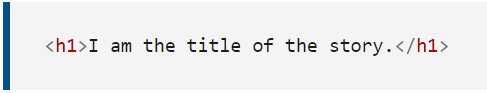 <h1>I am the title of the story.</h1>